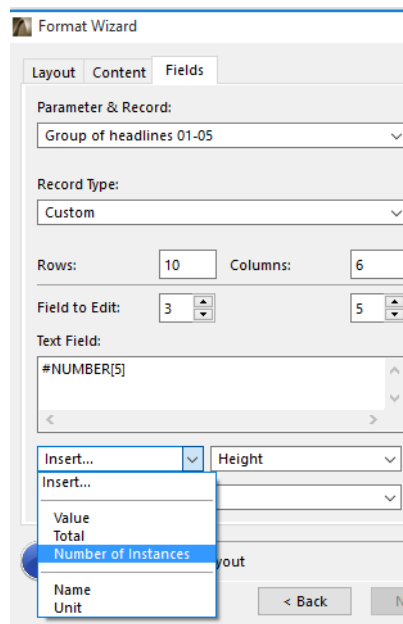 Format Wizard
Layout Content Fields
Parameter & Record:
Group of headlines 01-05
Record Type:
Custom
Rows: 10 Columns: 6
Field to Edit: 3 5
Text Field:
#NUMBER[5]
Insert... Height
Insert...
Value
Total
Number of Instances
Name
Unit
< Back